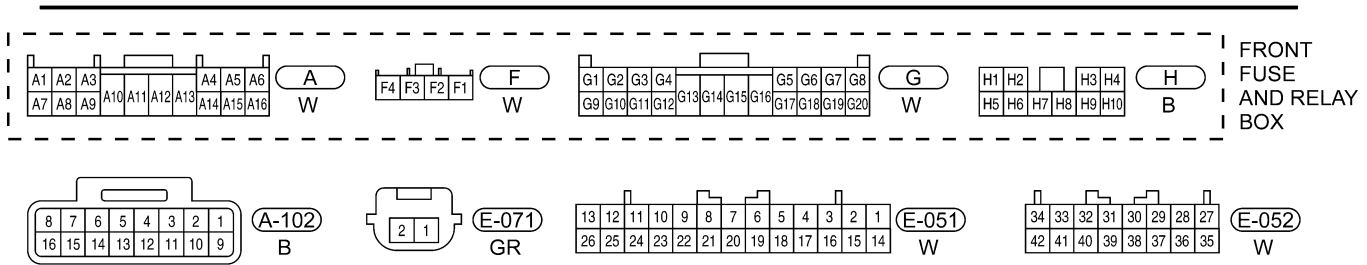 A1 A2 A3 A4 A5 A6
A7 A8 A9 A10 A11 A12 A13 A14 A15 A16
A
W
F4 F3 F2 F1
F
W
G1 G2 G3 G4 G5 G6 G7 G8
G9 G10 G11 G12 G13 G14 G15 G16 G17 G18 G19 G20
G
W
H1 H2 H3 H4
H5 H6 H7 H8 H9 H10
H
B
FRONT
FUSE
AND RELAY
BOX
8 7 6 5 4 3 2 1
16 15 14 13 12 11 10 9
A-102
B
2 1
E-071
GR
13 12 11 10 9 8 7 6 5 4 3 2 1
26 25 24 23 22 21 20 19 18 17 16 15 14
E-051
W
34 33 32 31 30 29 28 27
42 41 40 39 38 37 36 35
E-052
W